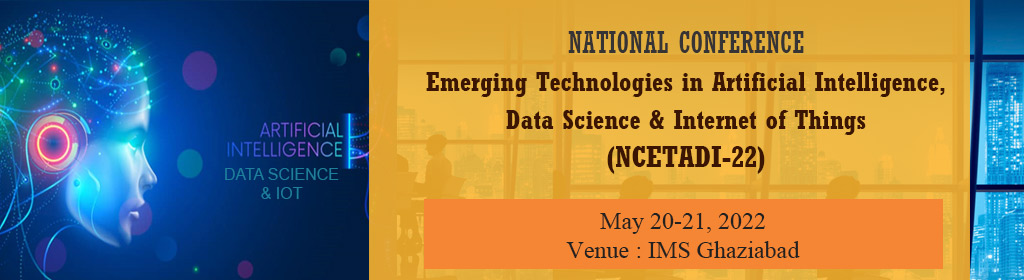 ARTIFICIAL
INTELLIGENCE
DATA SCIENCE
& IOT
NATIONAL CONFERENCE
Emerging Technologies in Artificial Intelligence,
Data Science & Internet of Things
(NCETADI-22)
May 20-21, 2022
Venue : IMS Ghaziabad